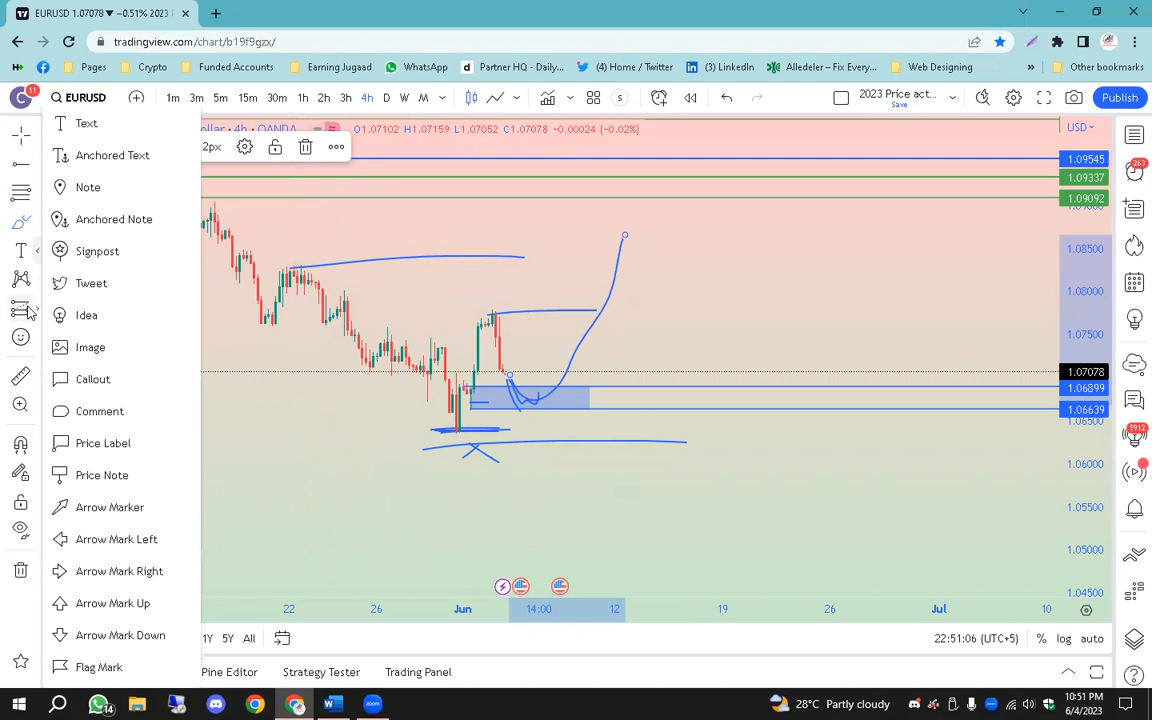 EURUSD 1.07078 ▼ −0.51% 2023
tradingview.com/chart/b19f9gzx/
Pages
Crypto
Funded Accounts
Earning Jugaad
WhatsApp
Partner HQ - Daily...
(4) Home / Twitter
(3) LinkedIn
Alledeler – Fix Every...
Web Designing
»
Other bookmarks
C 11
EURUSD
1m 3m 5m 15m 30m 1h 2h 3h 4h D W M
2023 Price act...
Save
Publish
Text
Anchored Text
Note
Anchored Note
Signpost
Tweet
Idea
Image
Callout
Comment
Price Label
Price Note
Arrow Marker
Arrow Mark Left
Arrow Mark Right
Arrow Mark Up
Arrow Mark Down
Flag Mark
ollar · 4h · OANDA
O1.07102 H1.07159 L1.07052 C1.07078 −0.00024 (−0.02%)
2px
USD
1.09545
1.09337
1.09092
1.08500
1.08000
1.07500
1.07078
1.06899
1.06639
1.06000
1.05500
1.05000
1.04500
263
5912
22 26 Jun 14:00 12 19 26 Jul 10
1Y 5Y All
22:51:06 (UTC+5) % log auto
Pine Editor Strategy Tester Trading Panel
14
28°C Partly cloudy
10:51 PM
6/4/2023